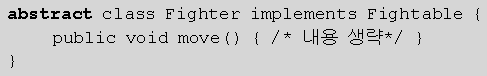 abstract class Fighter implements Fightable {
    public void move() { /* 내용 생략*/ }
}